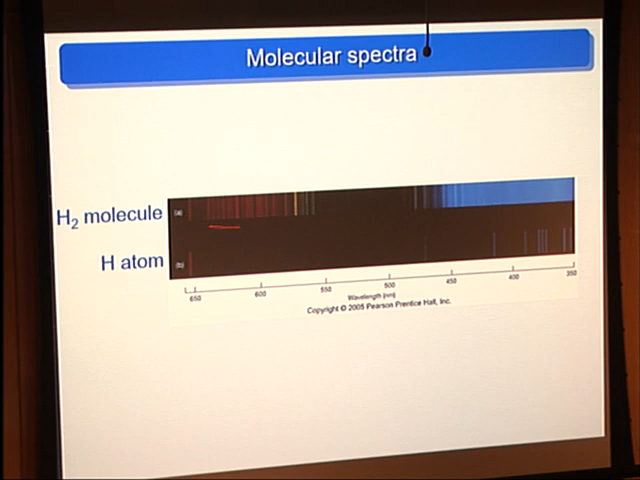 Molecular spectra
H2 molecule
(a)
H atom
(b)
650 600 550 500 450 400 350
Wavelength (nm)
Copyright © 2005 Pearson Prentice Hall, Inc.